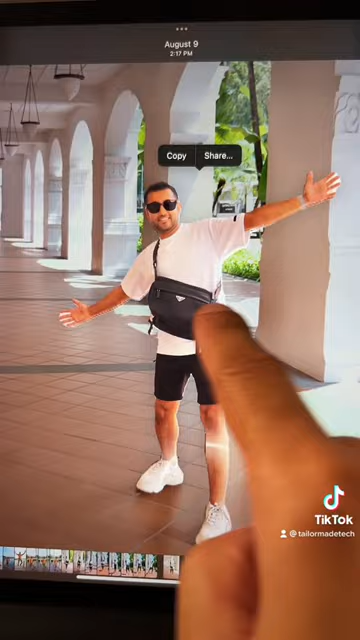 August 9
2:17 PM
Copy
Share...
TikTok
@tailormadetech